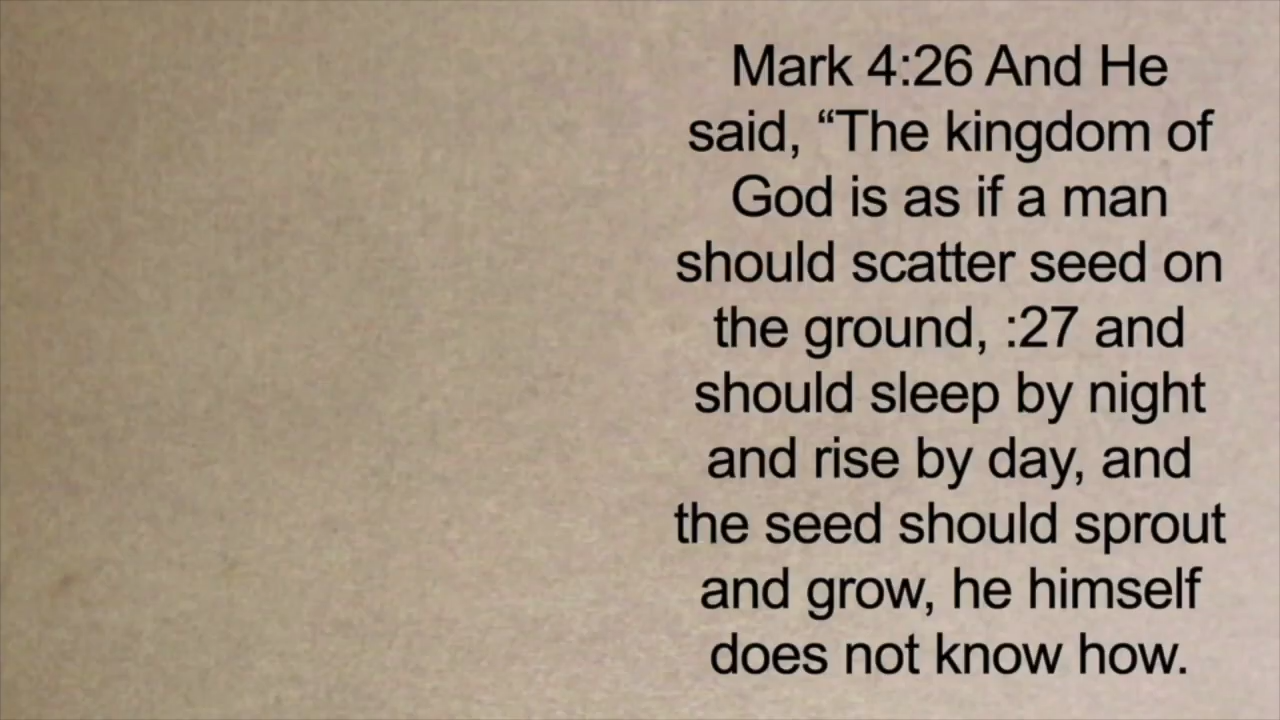 Mark 4:26 And He
said, “The kingdom of
God is as if a man
should scatter seed on
the ground, :27 and
should sleep by night
and rise by day, and
the seed should sprout
and grow, he himself
does not know how.